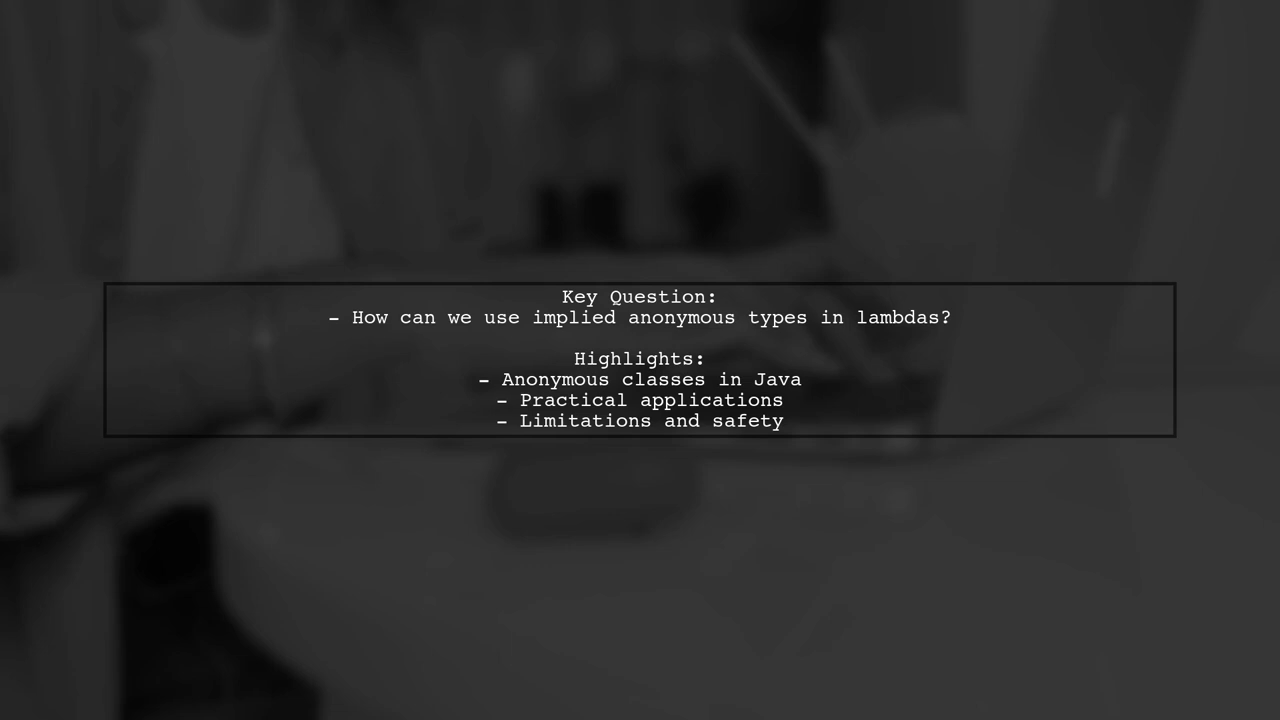 Key Question:
- How can we use implied anonymous types in lambdas?
Highlights:
- Anonymous classes in Java
- Practical applications
- Limitations and safety